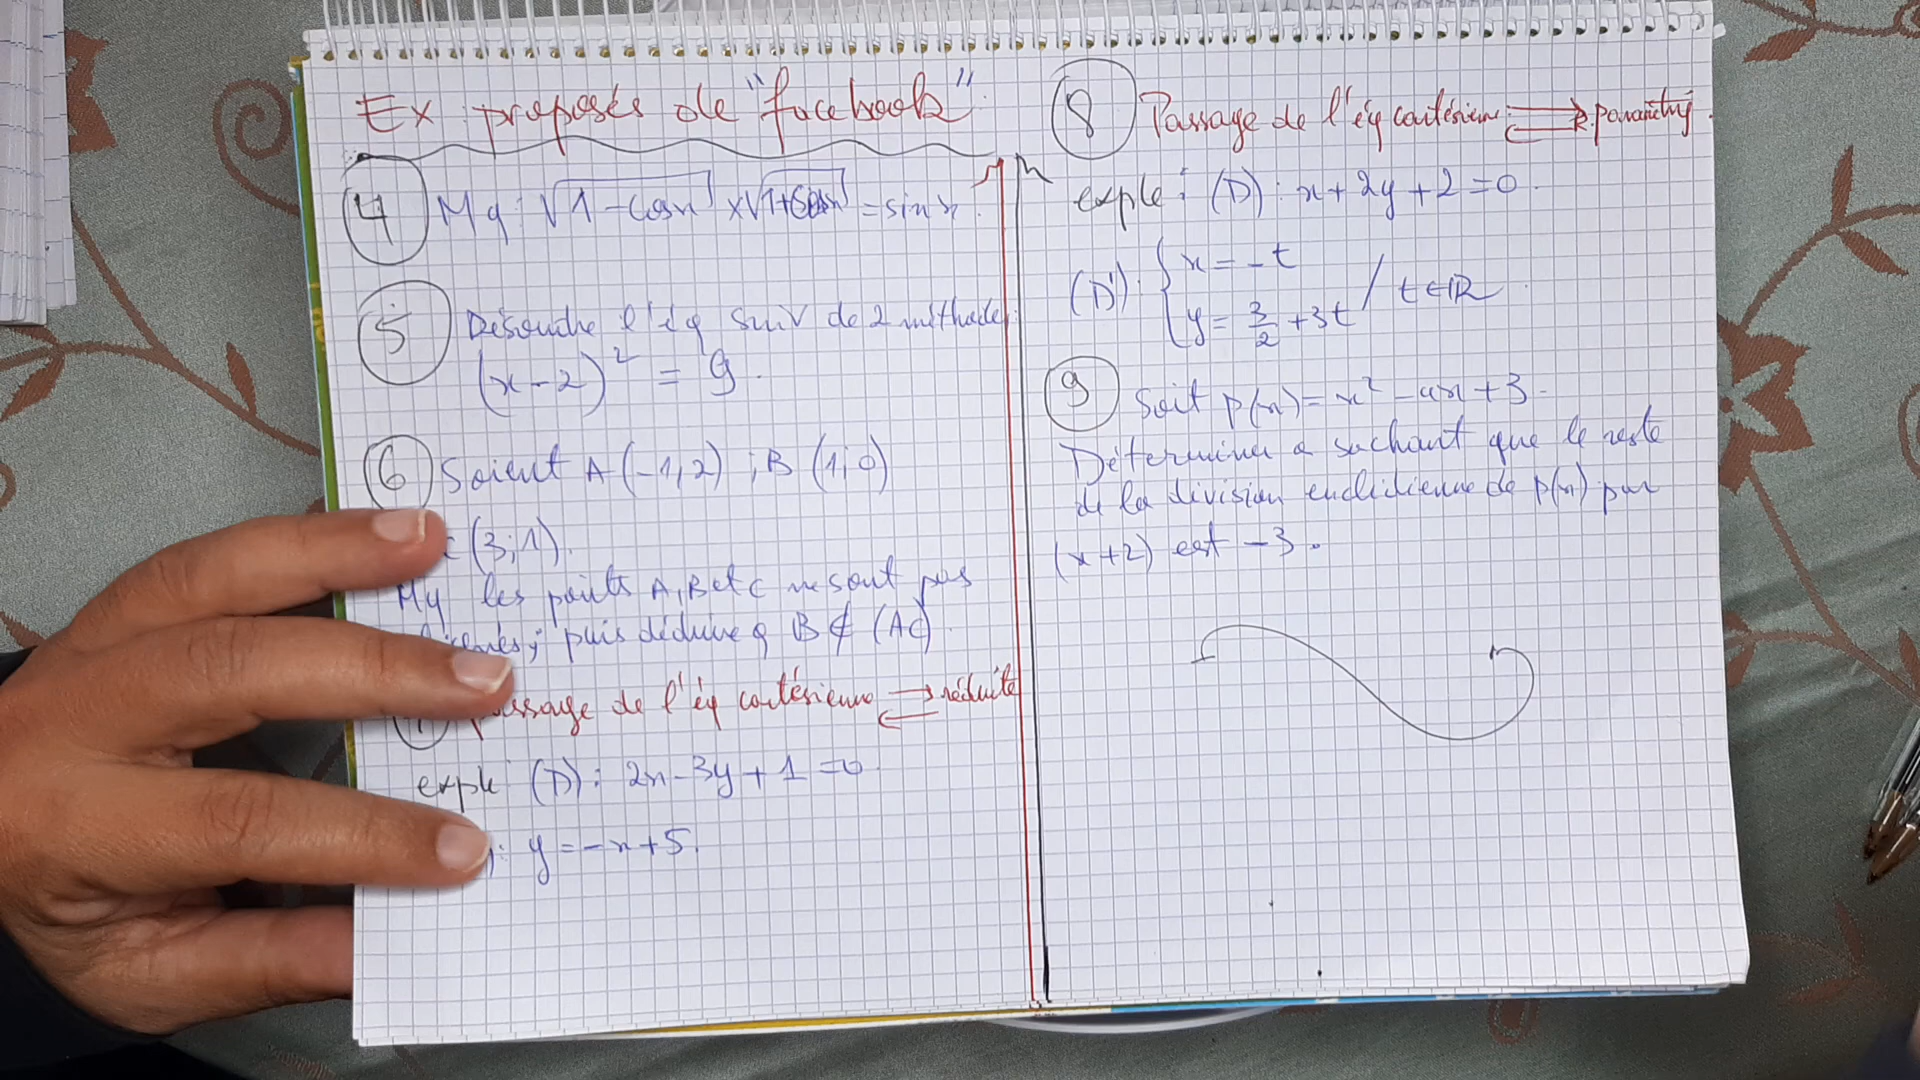 Ex proposés de "facebook"
4 Mq: √1-cosx × √1+cosx = sinx.
5 Résoudre l'éq suiv de 2 méthodes:
(x-2)² = 9.
6 Soient A(-1,2) ; B(1;0)
C(3;1).
Mq les points A, B et C ne sont pas
puis déduire q B∉(AC).
passage de l'éq cartésienne ⇄ réduite
exple: (D): 2x-3y+1=0.
: y=-x+5.
8 Passage de l'éq cartésienne ⇄
exple: (D): x+2y+2=0.
(D'): { x = -t
y = 3/2 + 3t / t∈ℝ.
9 Soit p(x) = x² - ax + 3.
Déterminer a sachant que le reste
de la division euclidienne de p(x) par
(x+2) est -3.